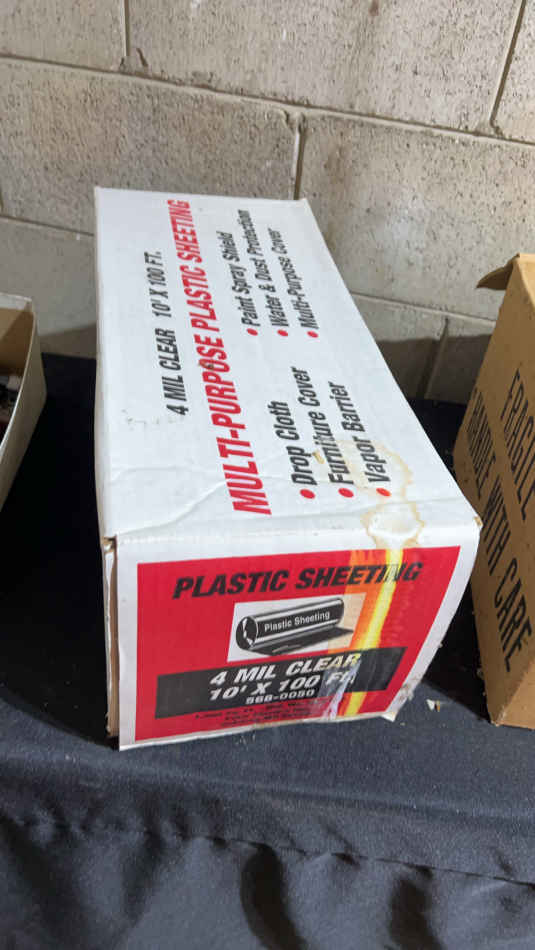 4 MIL CLEAR 10' X 100 FT.
MULTI-PURPOSE PLASTIC SHEETING
• Drop Cloth
• Furniture Cover
• Vapor Barrier
• Paint Spray Shield
• Water & Dust Protection
• Multi-Purpose Cover
PLASTIC SHEETING
Plastic Sheeting
4 MIL CLEAR
10' X 100 FT.
568-0050
FRAGILE
HANDLE WITH CARE